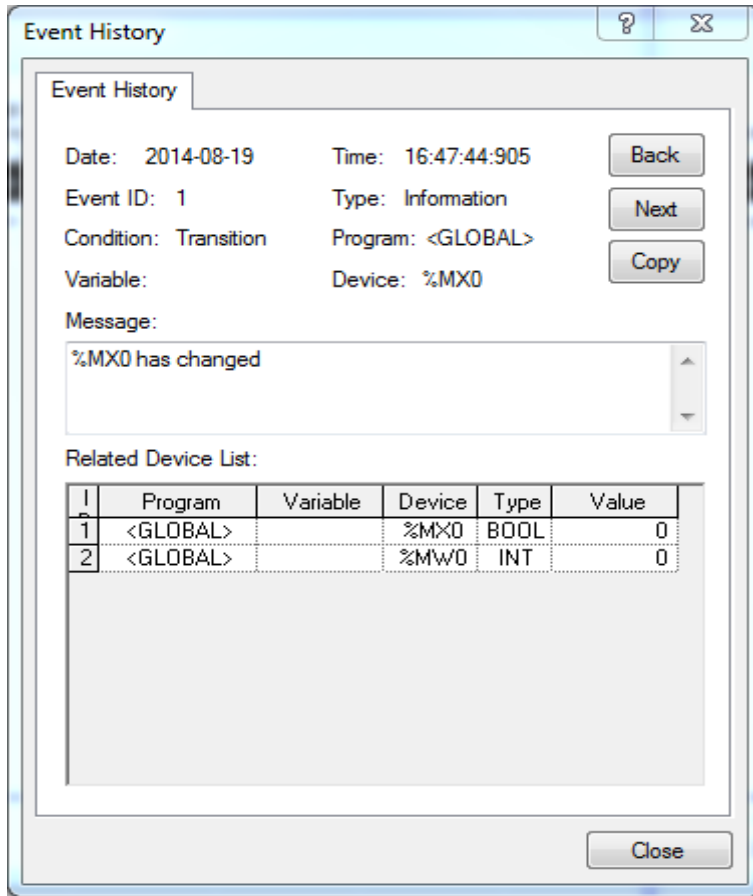 Event History
Event History
Date: 2014-08-19 Time: 16:47:44:905 Back
Event ID: 1 Type: Information Next
Condition: Transition Program: <GLOBAL> Copy
Variable: Device: %MX0
Message:
%MX0 has changed
Related Device List:
Program Variable Device Type Value
1 <GLOBAL> %MX0 BOOL 0
2 <GLOBAL> %MW0 INT 0
Close